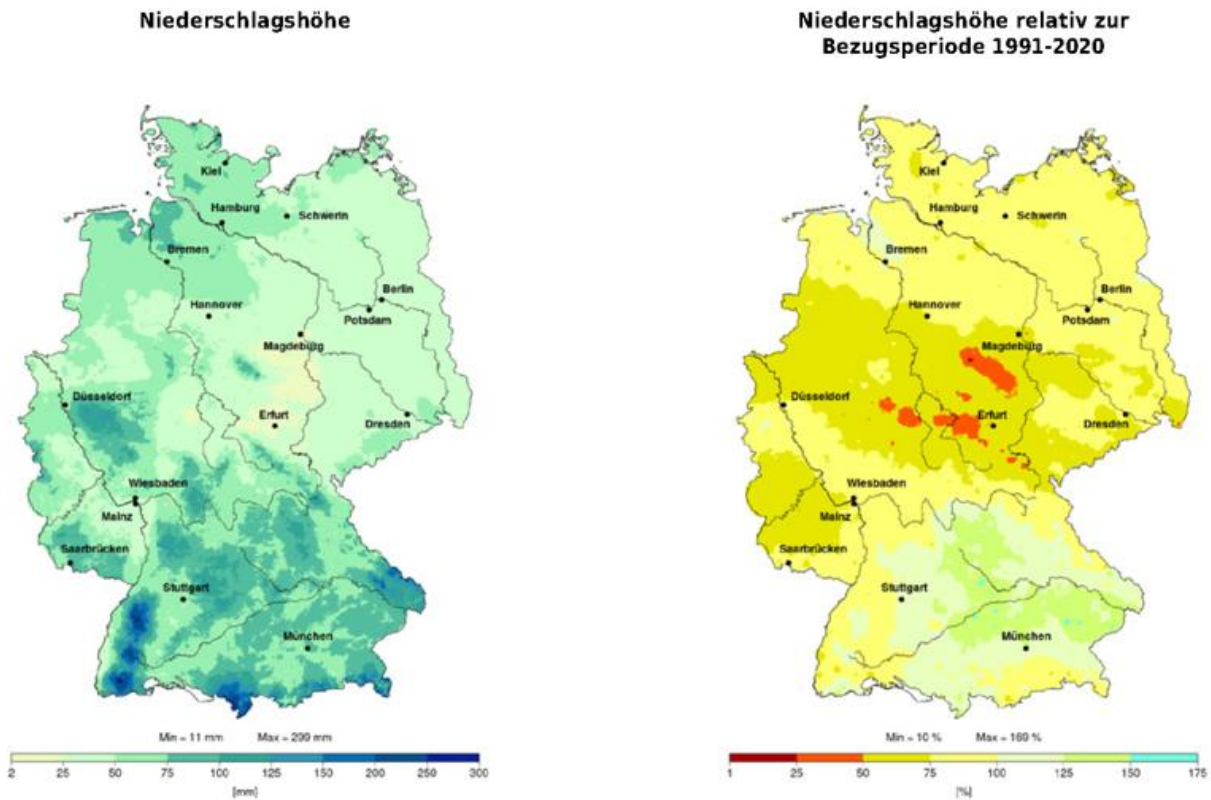 Niederschlagshöhe
Kiel
Hamburg
Schwerin
Bremen
Berlin
Hannover
Potsdam
Magdeburg
Düsseldorf
Erfurt
Dresden
Wiesbaden
Mainz
Saarbrücken
Stuttgart
München
Min = 11 mm Max = 299 mm
2 25 50 75 100 125 150 200 250 300
[mm]
Niederschlagshöhe relativ zur
Bezugsperiode 1991-2020
Kiel
Hamburg
Schwerin
Bremen
Berlin
Hannover
Potsdam
Magdeburg
Düsseldorf
Erfurt
Dresden
Wiesbaden
Mainz
Saarbrücken
Stuttgart
München
Min = 10 % Max = 169 %
1 25 50 75 100 125 150 175
[%]